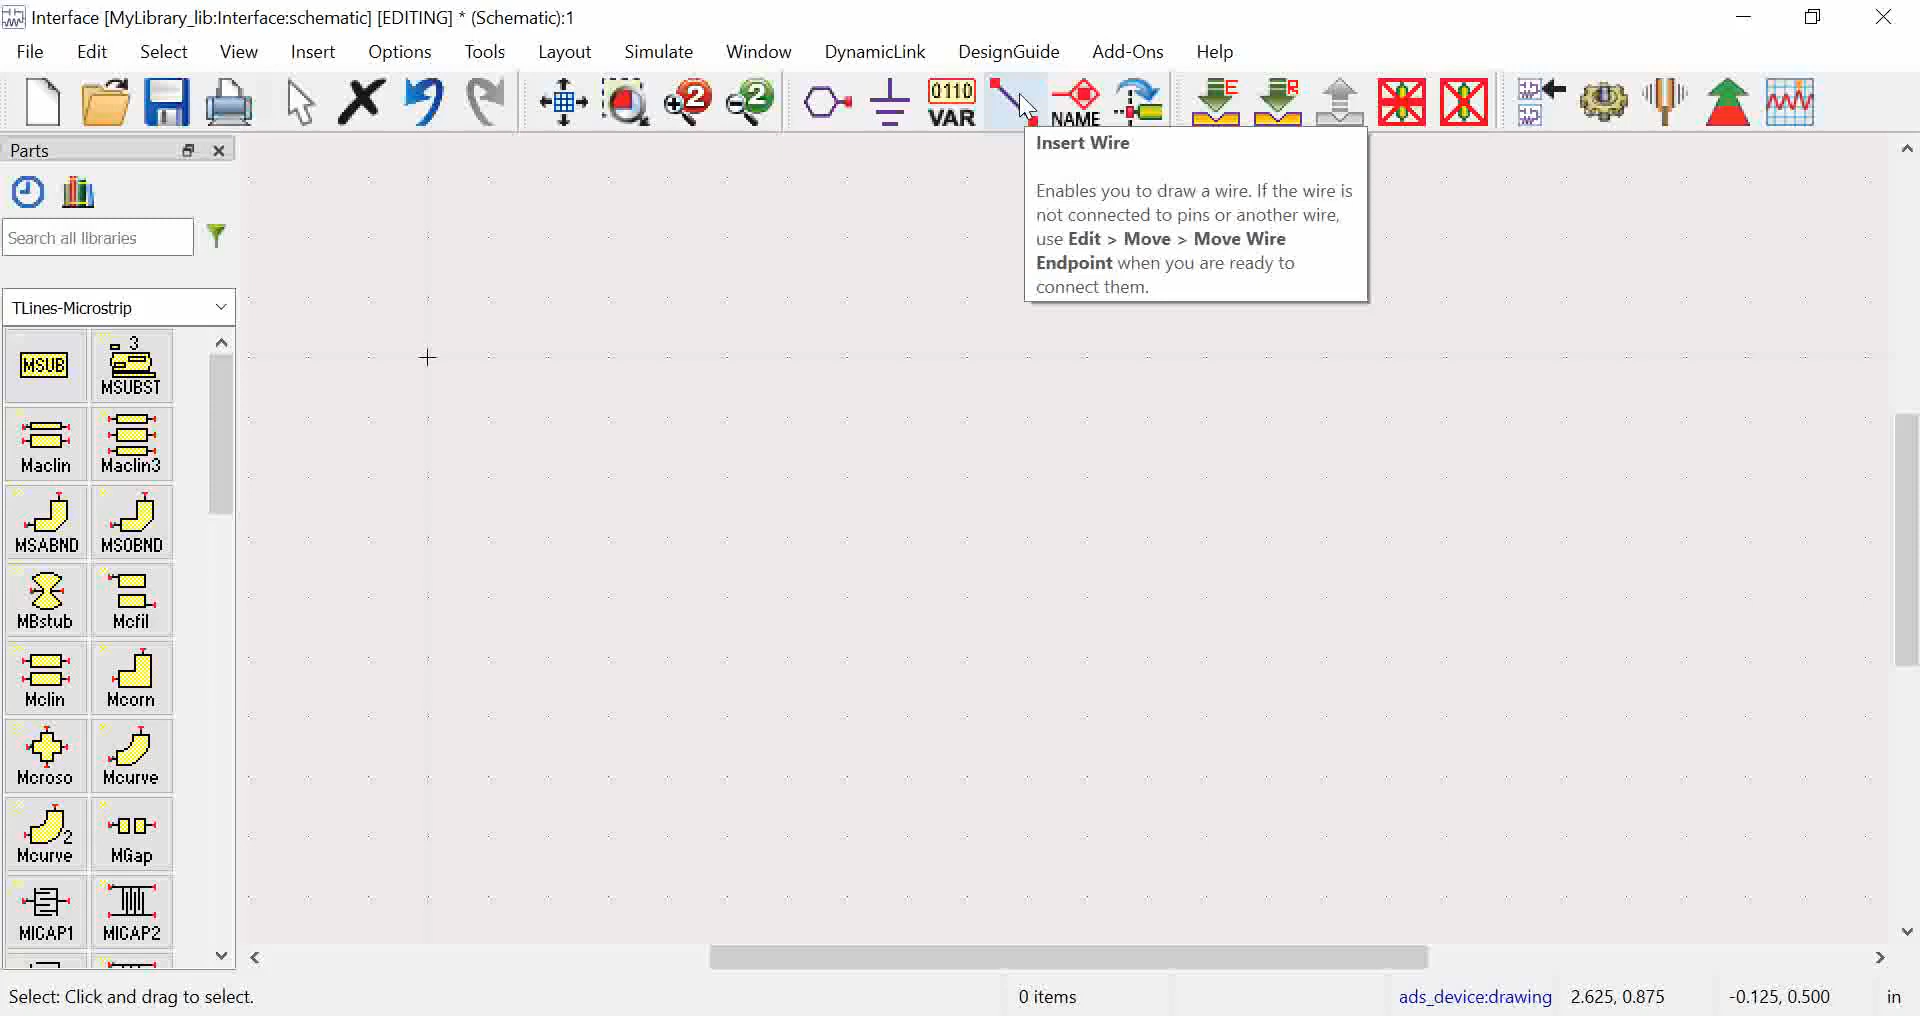 Interface [MyLibrary_lib:Interface:schematic] [EDITING] * (Schematic):1
File Edit Select View Insert Options Tools Layout Simulate Window DynamicLink DesignGuide Add-Ons Help
2 2 0110 VAR NAME E R
Parts
Insert Wire
Enables you to draw a wire. If the wire is
not connected to pins or another wire,
use Edit > Move > Move Wire
Endpoint when you are ready to
connect them.
Search all libraries
TLines-Microstrip
MSUB 3 MSUBST
Maclin Maclin3
MSABND MSOBND
MBstub Mcfil
Mclin Mcorn
Mcroso Mcurve
2
Mcurve MGap
MICAP1 MICAP2
Select: Click and drag to select. 0 items ads_device:drawing 2.625, 0.875 -0.125, 0.500 in